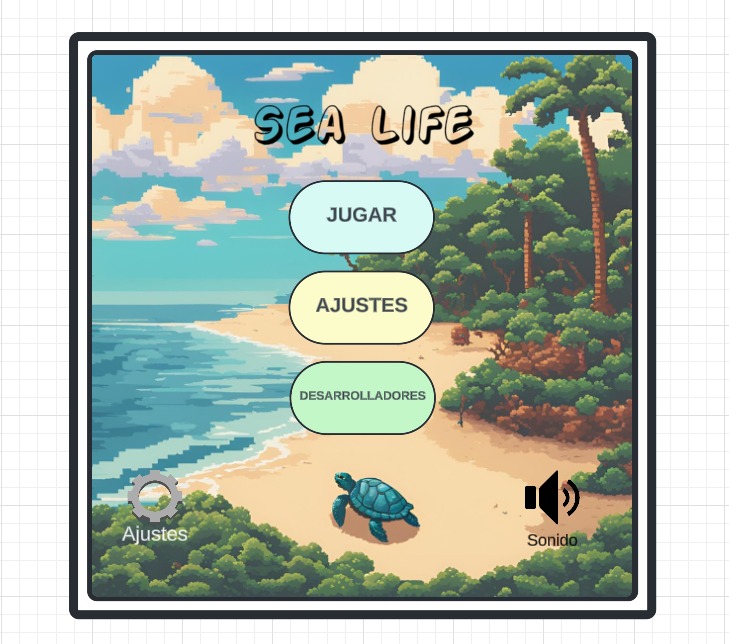 SEA LIFE
JUGAR
AJUSTES
DESARROLLADORES
Ajustes
Sonido